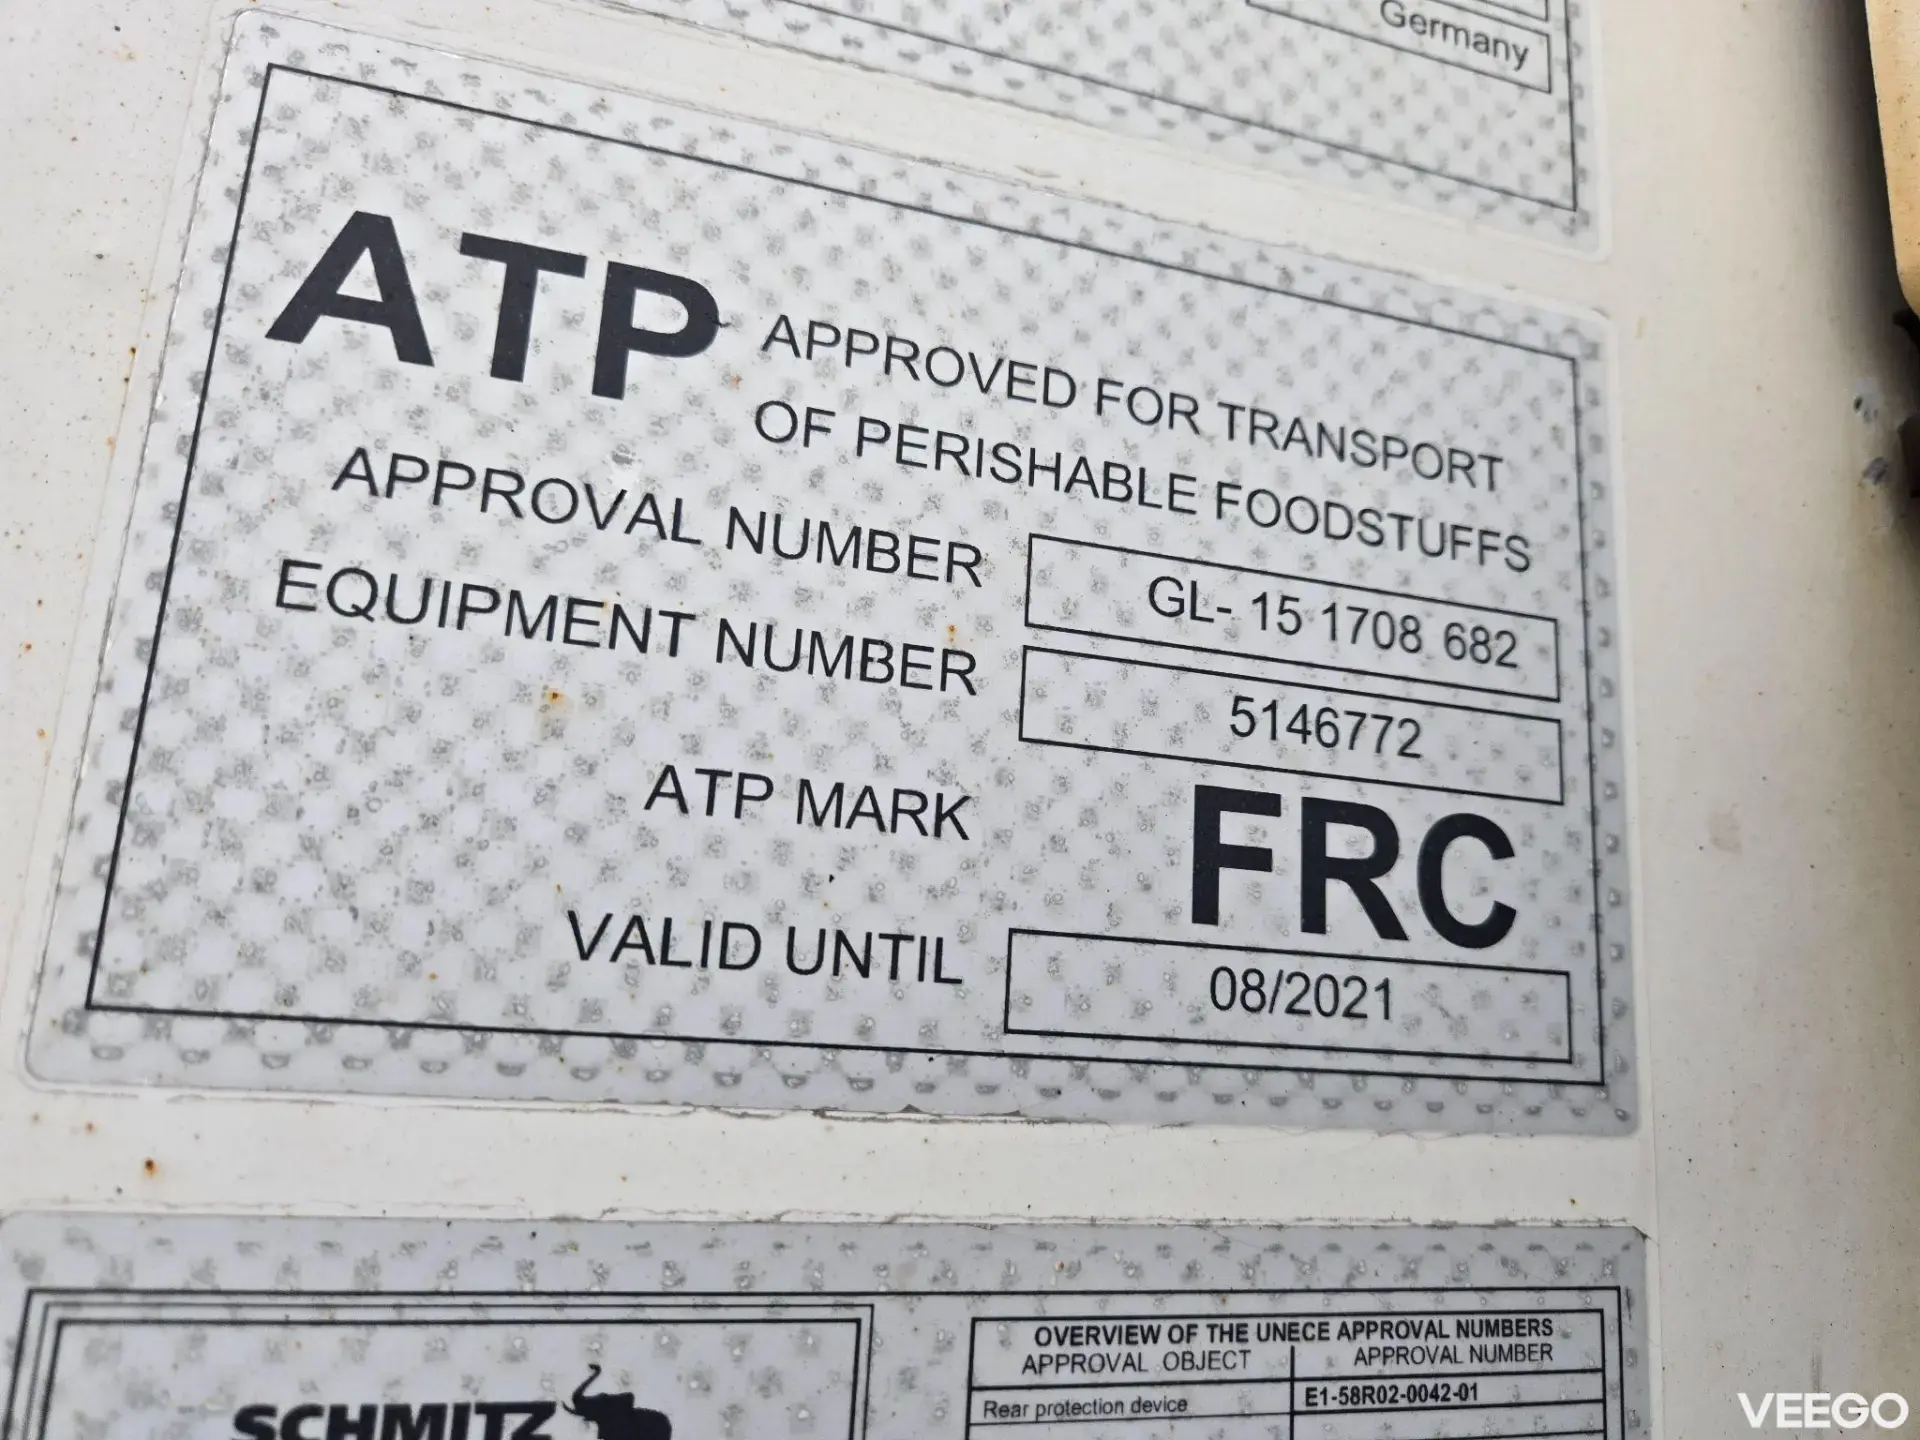 Germany
ATP APPROVED FOR TRANSPORT
OF PERISHABLE FOODSTUFFS
APPROVAL NUMBER GL- 15 1708 682
EQUIPMENT NUMBER 5146772
ATP MARK FRC
VALID UNTIL 08/2021
SCHMITZ
OVERVIEW OF THE UNECE APPROVAL NUMBERS
APPROVAL OBJECT APPROVAL NUMBER
Rear protection device E1-58R02-0042-01
VEEGO